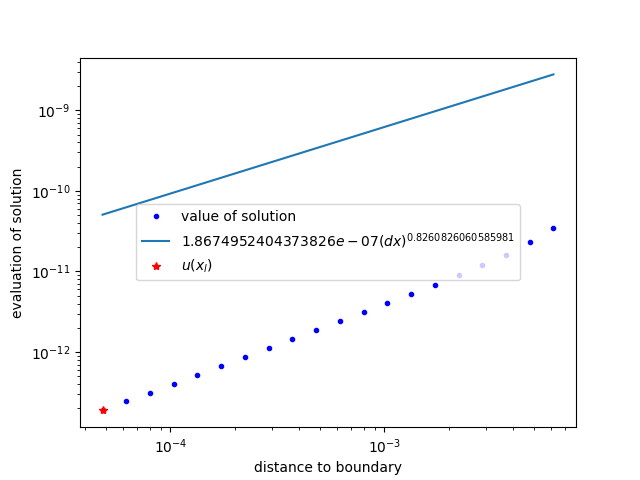 10^{-9}
10^{-10}
10^{-11}
10^{-12}
evaluation of solution
value of solution
1.8674952404373826e − 07(dx)^{0.8260826060585981}
u(x_I)
10^{-4}
10^{-3}
distance to boundary